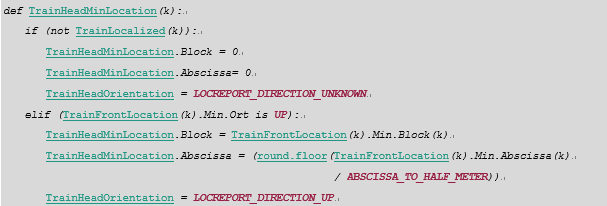 def TrainHeadMinLocation(k):
if (not TrainLocalized(k)):
TrainHeadMinLocation.Block = 0
TrainHeadMinLocation.Abscissa= 0
TrainHeadOrientation = LOCREPORT_DIRECTION_UNKNOWN
elif (TrainFrontLocation(k).Min.Ort is UP):
TrainHeadMinLocation.Block = TrainFrontLocation(k).Min.Block(k)
TrainHeadMinLocation.Abscissa = (round.floor(TrainFrontLocation(k).Min.Abscissa(k)
/ ABSCISSA_TO_HALF_METER))
TrainHeadOrientation = LOCREPORT_DIRECTION_UP